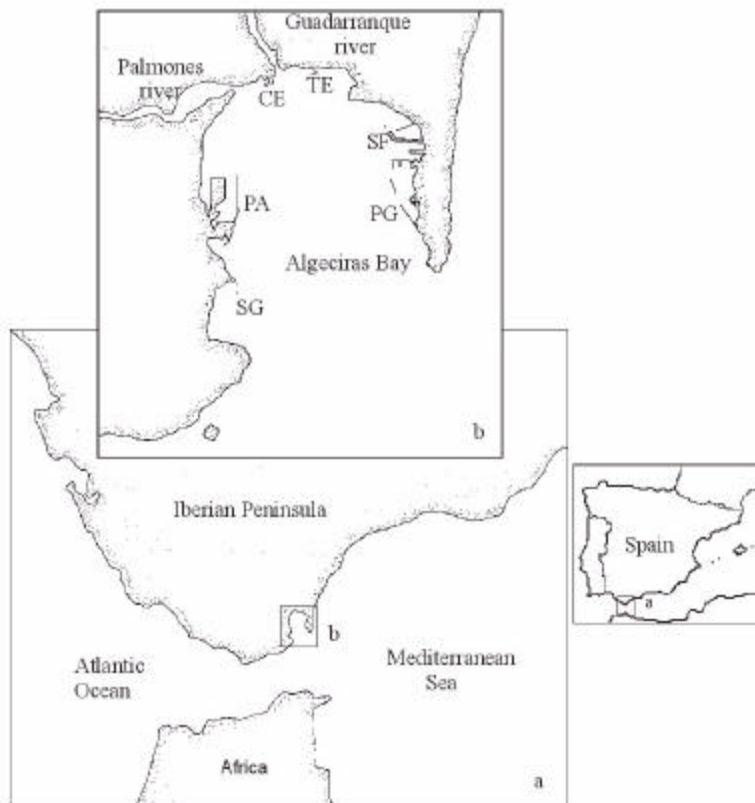 Guadarranque
river
Palmones
river
CE
TE
SF
PA
PG
Algeciras Bay
SG
b
Iberian Peninsula
Spain
a
b
Atlantic
Ocean
Mediterranean
Sea
Africa
a